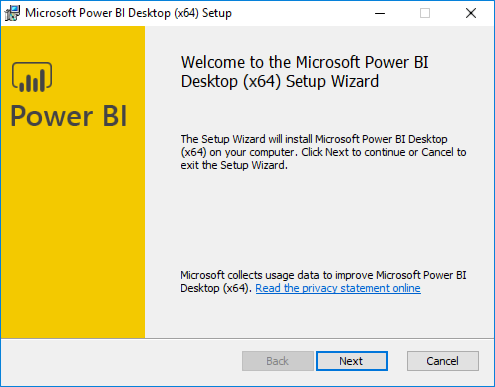 Microsoft Power BI Desktop (x64) Setup
Power BI
Welcome to the Microsoft Power BI
Desktop (x64) Setup Wizard
The Setup Wizard will install Microsoft Power BI Desktop
(x64) on your computer. Click Next to continue or Cancel to
exit the Setup Wizard.
Microsoft collects usage data to improve Microsoft Power BI
Desktop (x64). Read the privacy statement online
Back Next Cancel